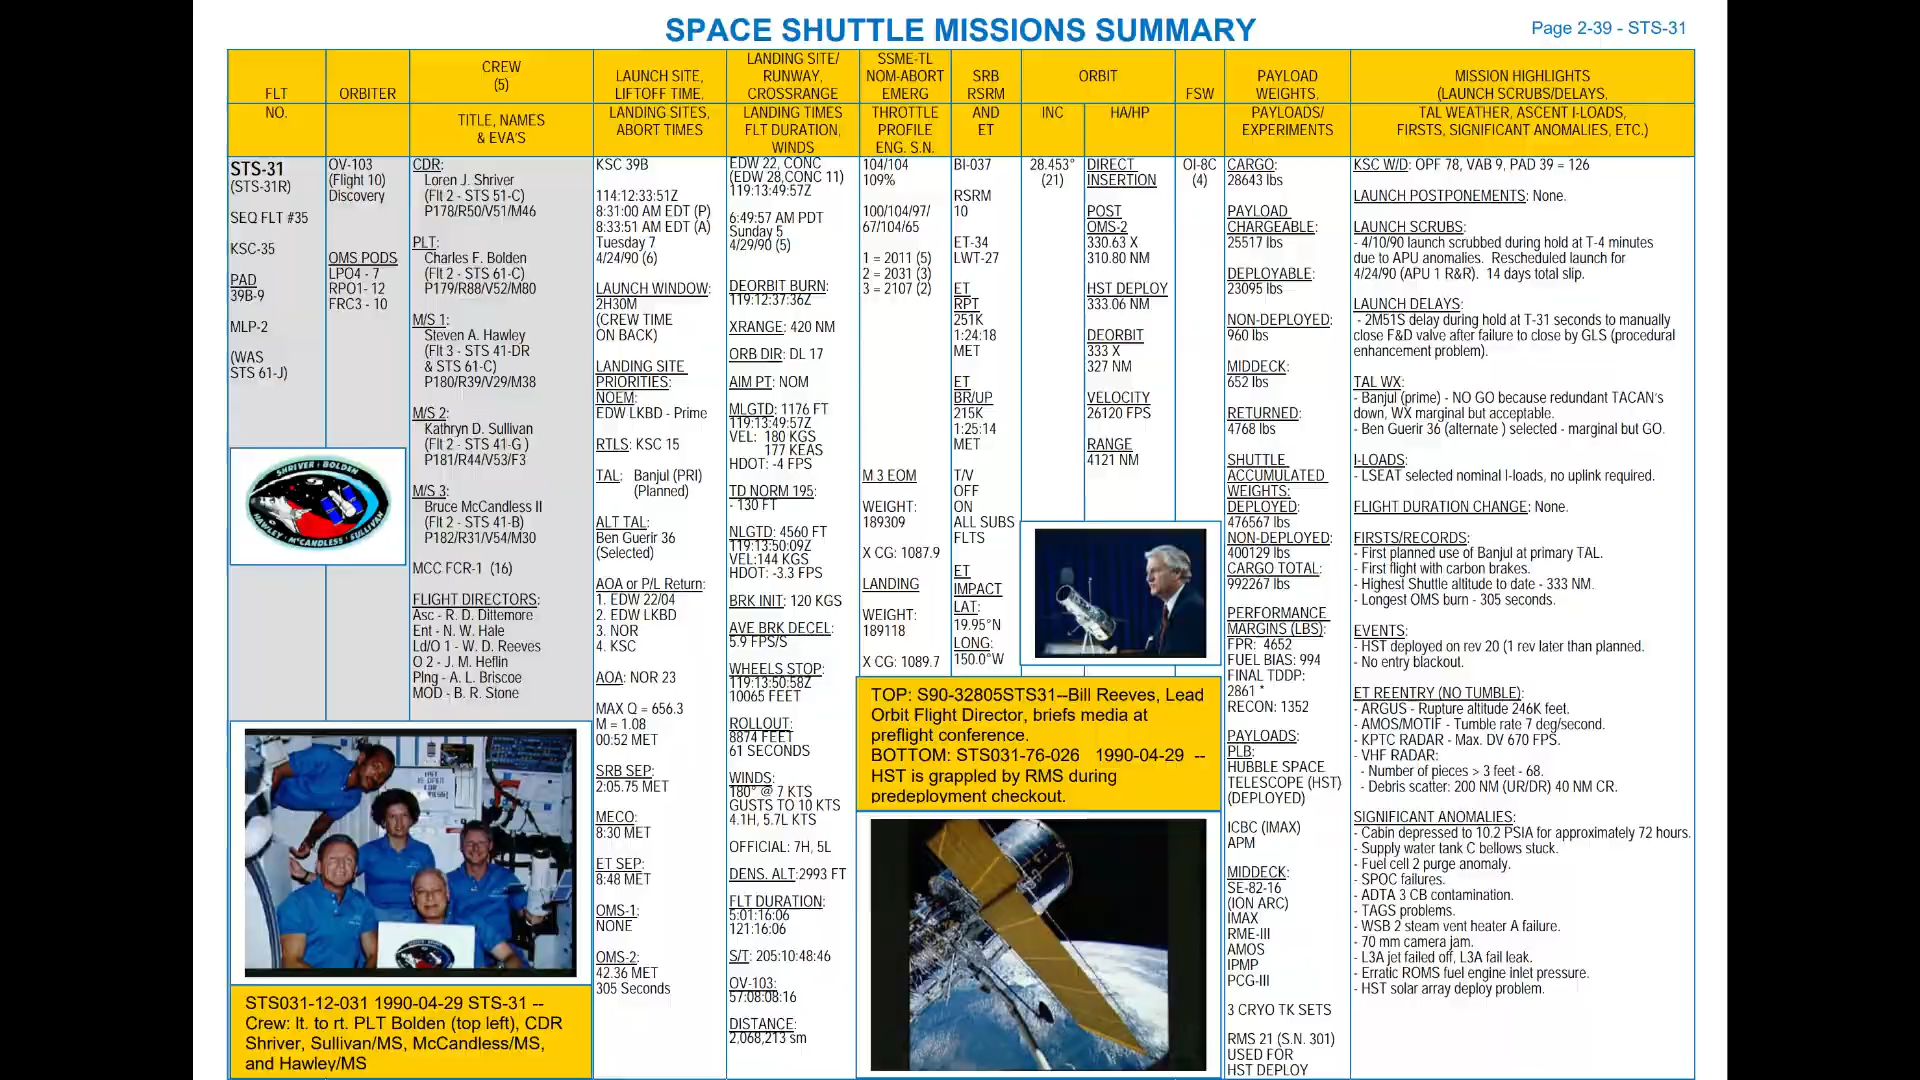 SPACE SHUTTLE MISSIONS SUMMARY
Page 2-39 - STS-31
FLT
NO.
ORBITER
CREW
(5)
TITLE, NAMES
& EVA'S
LAUNCH SITE,
LIFTOFF TIME,
LANDING SITES,
ABORT TIMES
LANDING SITE/
RUNWAY,
CROSSRANGE
LANDING TIMES
FLT DURATION,
WINDS
SSME-TL
NOM-ABORT
EMERG
THROTTLE
PROFILE
ENG. S.N.
SRB
RSRM
AND
ET
ORBIT
INC
HA/HP
FSW
PAYLOAD
WEIGHTS,
PAYLOADS/
EXPERIMENTS
MISSION HIGHLIGHTS
(LAUNCH SCRUBS/DELAYS,
TAL WEATHER, ASCENT I-LOADS,
FIRSTS, SIGNIFICANT ANOMALIES, ETC.)
STS-31
(STS-31R)
SEQ FLT #35
KSC-35
PAD
39B-9
MLP-2
(WAS
STS 61-J)
OV-103
(Flight 10)
Discovery
OMS PODS
LPO4 - 7
RPO1- 12
FRC3 - 10
CDR:
Loren J. Shriver
(Flt 2 - STS 51-C)
P178/R50/V51/M46
PLT:
Charles F. Bolden
(Flt 2 - STS 61-C)
P179/R88/V52/M80
M/S 1:
Steven A. Hawley
(Flt 3 - STS 41-DR
& STS 61-C)
P180/R39/V29/M38
M/S 2:
Kathryn D. Sullivan
(Flt 2 - STS 41-G )
P181/R44/V53/F3
M/S 3:
Bruce McCandless II
(Flt 2 - STS 41-B)
P182/R31/V54/M30
MCC FCR-1 (16)
FLIGHT DIRECTORS:
Asc - R. D. Dittemore
Ent - N. W. Hale
Ld/O 1 - W. D. Reeves
O 2 - J. M. Heflin
Plng - A. L. Briscoe
MOD - B. R. Stone
SHRIVER · BOLDEN
HAWLEY · McCANDLESS · SULLIVAN
STS031-12-031 1990-04-29 STS-31 --
Crew: lt. to rt. PLT Bolden (top left), CDR
Shriver, Sullivan/MS, McCandless/MS,
and Hawley/MS
KSC 39B
114:12:33:51Z
8:31:00 AM EDT (P)
8:33:51 AM EDT (A)
Tuesday 7
4/24/90 (6)
LAUNCH WINDOW:
2H30M
(CREW TIME
ON BACK)
LANDING SITE
PRIORITIES:
NOEM:
EDW LKBD - Prime
RTLS: KSC 15
TAL: Banjul (PRI)
(Planned)
ALT TAL:
Ben Guerir 36
(Selected)
AOA or P/L Return:
1. EDW 22/04
2. EDW LKBD
3. NOR
4. KSC
AOA: NOR 23
MAX Q = 656.3
M = 1.08
00:52 MET
SRB SEP:
2:05.75 MET
MECO:
8:30 MET
ET SEP:
8:48 MET
OMS-1:
NONE
OMS-2:
42.36 MET
305 Seconds
EDW 22, CONC
(EDW 28,CONC 11)
119:13:49:57Z
6:49:57 AM PDT
Sunday 5
4/29/90 (5)
DEORBIT BURN:
119:12:37:36Z
XRANGE: 420 NM
ORB DIR: DL 17
AIM PT: NOM
MLGTD: 1176 FT
119:13:49:57Z
VEL: 180 KGS
177 KEAS
HDOT: -4 FPS
TD NORM 195:
- 130 FT
NLGTD: 4560 FT
119:13:50:09Z
VEL:144 KGS
HDOT: -3.3 FPS
BRK INIT: 120 KGS
AVE BRK DECEL:
5.9 FPS/S
WHEELS STOP:
119:13:50:58Z
10065 FEET
ROLLOUT:
8874 FEET
61 SECONDS
WINDS:
180° @ 7 KTS
GUSTS TO 10 KTS
4.1H, 5.7L KTS
OFFICIAL: 7H, 5L
DENS. ALT:2993 FT
FLT DURATION:
5:01:16:06
121:16:06
S/T: 205:10:48:46
OV-103:
57:08:08:16
DISTANCE:
2,068,213 sm
104/104
109%
100/104/97/
67/104/65
1 = 2011 (5)
2 = 2031 (3)
3 = 2107 (2)
M 3 EOM
WEIGHT:
189309
X CG: 1087.9
LANDING
WEIGHT:
189118
X CG: 1089.7
BI-037
RSRM
10
ET-34
LWT-27
ET
RPT
251K
1:24:18
MET
ET
BR/UP
215K
1:25:14
MET
T/V
OFF
ON
ALL SUBS
FLTS
ET
IMPACT
LAT:
19.95°N
LONG:
150.0°W
28.453°
(21)
DIRECT
INSERTION
POST
OMS-2
330.63 X
310.80 NM
HST DEPLOY
333.06 NM
DEORBIT
333 X
327 NM
VELOCITY
26120 FPS
RANGE
4121 NM
OI-8C
(4)
TOP: S90-32805STS31--Bill Reeves, Lead
Orbit Flight Director, briefs media at
preflight conference.
BOTTOM: STS031-76-026 1990-04-29 --
HST is grappled by RMS during
predeployment checkout.
CARGO:
28643 lbs
PAYLOAD
CHARGEABLE:
25517 lbs
DEPLOYABLE:
23095 lbs
NON-DEPLOYED:
960 lbs
MIDDECK:
652 lbs
RETURNED:
4768 lbs
SHUTTLE
ACCUMULATED
WEIGHTS:
DEPLOYED:
476567 lbs
NON-DEPLOYED:
400129 lbs
CARGO TOTAL:
992267 lbs
PERFORMANCE
MARGINS (LBS):
FPR: 4652
FUEL BIAS: 994
FINAL TDDP:
2861 *
RECON: 1352
PAYLOADS:
PLB:
HUBBLE SPACE
TELESCOPE (HST)
(DEPLOYED)
ICBC (IMAX)
APM
MIDDECK:
SE-82-16
(ION ARC)
IMAX
RME-III
AMOS
IPMP
PCG-III
3 CRYO TK SETS
RMS 21 (S.N. 301)
USED FOR
HST DEPLOY
KSC W/D: OPF 78, VAB 9, PAD 39 = 126
LAUNCH POSTPONEMENTS: None.
LAUNCH SCRUBS:
- 4/10/90 launch scrubbed during hold at T-4 minutes
due to APU anomalies. Rescheduled launch for
4/24/90 (APU 1 R&R). 14 days total slip.
LAUNCH DELAYS:
- 2M51S delay during hold at T-31 seconds to manually
close F&D valve after failure to close by GLS (procedural
enhancement problem).
TAL WX:
- Banjul (prime) - NO GO because redundant TACAN's
down, WX marginal but acceptable.
- Ben Guerir 36 (alternate ) selected - marginal but GO.
I-LOADS:
- LSEAT selected nominal I-loads, no uplink required.
FLIGHT DURATION CHANGE: None.
FIRSTS/RECORDS:
- First planned use of Banjul at primary TAL.
- First flight with carbon brakes.
- Highest Shuttle altitude to date - 333 NM.
- Longest OMS burn - 305 seconds.
EVENTS:
- HST deployed on rev 20 (1 rev later than planned.
- No entry blackout.
ET REENTRY (NO TUMBLE):
- ARGUS - Rupture altitude 246K feet.
- AMOS/MOTIF - Tumble rate 7 deg/second.
- KPTC RADAR - Max. DV 670 FPS.
- VHF RADAR:
- Number of pieces > 3 feet - 68.
- Debris scatter: 200 NM (UR/DR) 40 NM CR.
SIGNIFICANT ANOMALIES:
- Cabin depressed to 10.2 PSIA for approximately 72 hours.
- Supply water tank C bellows stuck.
- Fuel cell 2 purge anomaly.
- SPOC failures.
- ADTA 3 CB contamination.
- TAGS problems.
- WSB 2 steam vent heater A failure.
- 70 mm camera jam.
- L3A jet failed off, L3A fail leak.
- Erratic ROMS fuel engine inlet pressure.
- HST solar array deploy problem.